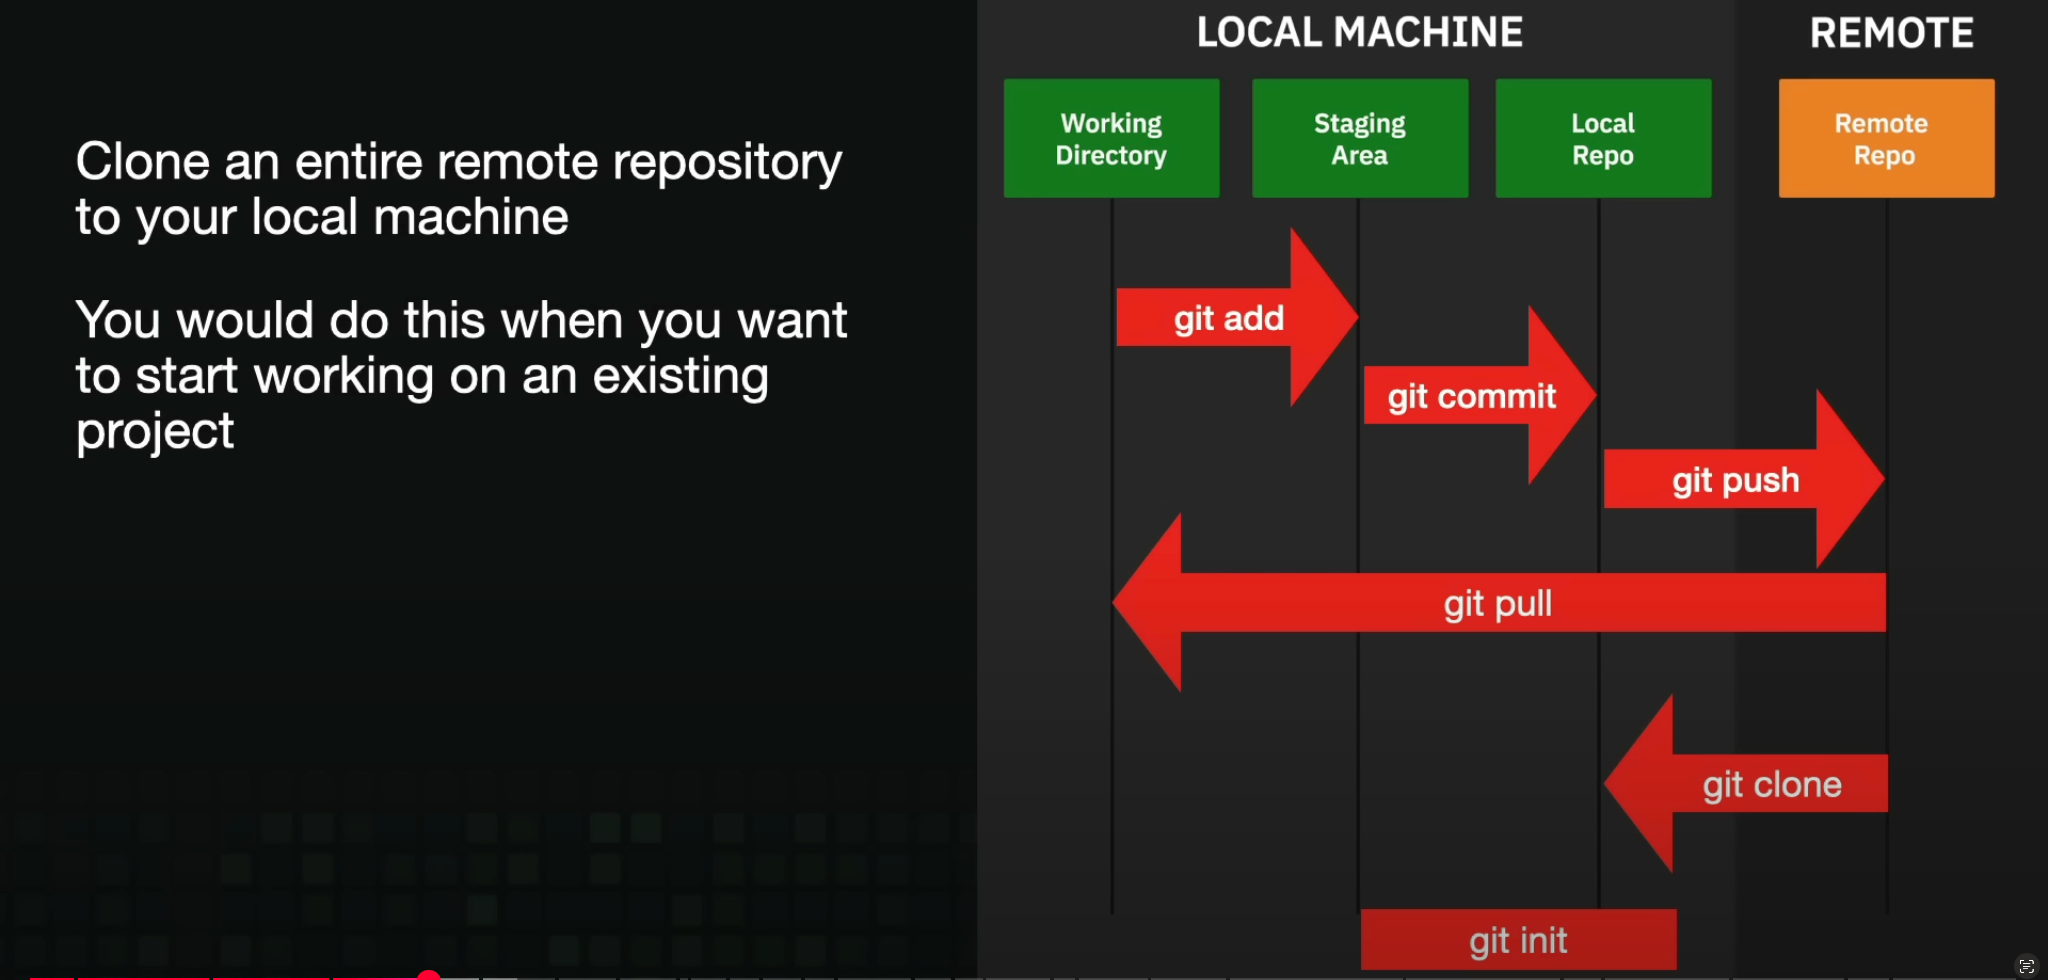 Clone an entire remote repository
to your local machine
You would do this when you want
to start working on an existing
project
LOCAL MACHINE
REMOTE
Working
Directory
Staging
Area
Local
Repo
Remote
Repo
git add
git commit
git push
git pull
git clone
git init